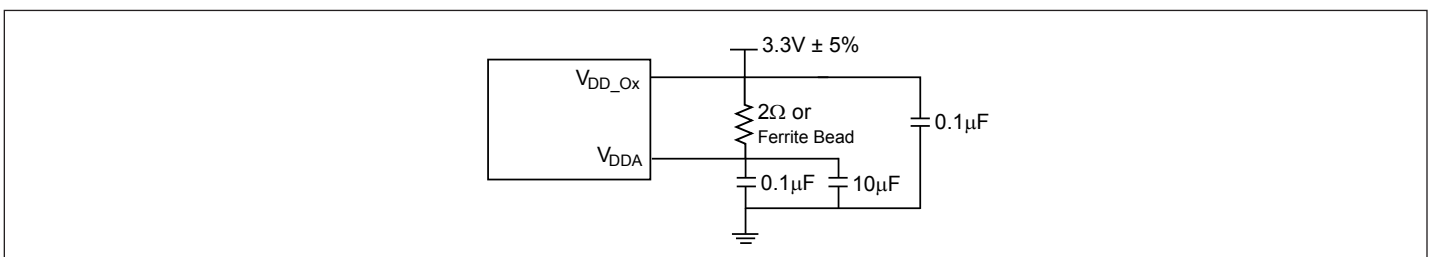 3.3V ± 5%
VDD_Ox
2Ω or
Ferrite Bead
0.1μF
VDDA
0.1μF
10μF